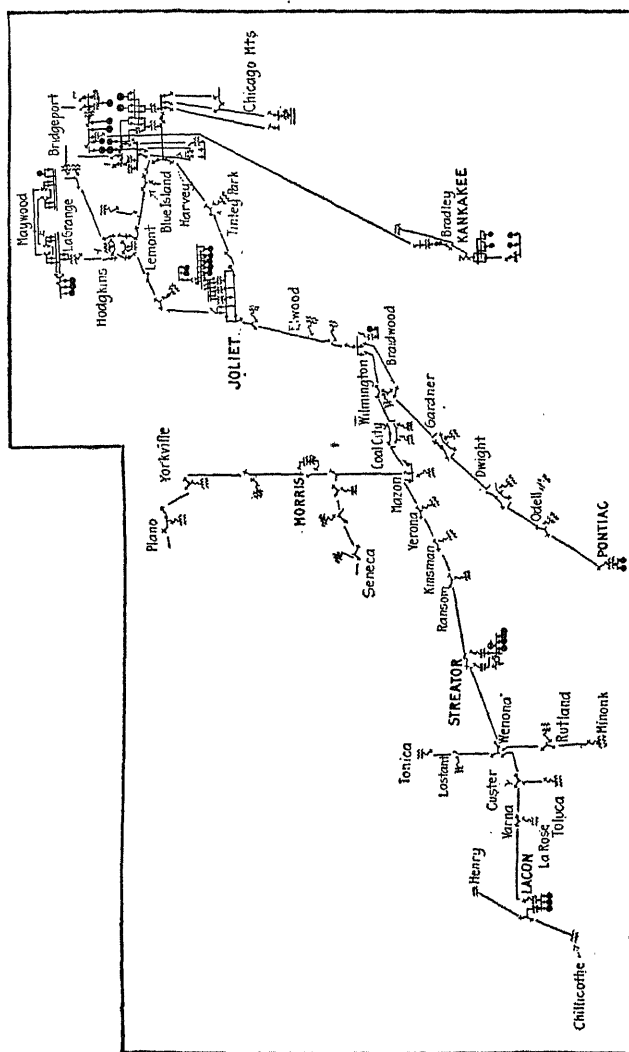 Chicago Mts
Bridgeport
Maywood
LaGrange
Hodgkins
Lemont
Blue Island
Harvey
Tinley Park
Bradley
KANKAKEE
JOLIET
Elwood
Braidwood
Wilmington
Coal City
Gardner
Dwight
Odell
PONTIAC
Yorkville
Plano
MORRIS
Seneca
Mazon
Verona
Kinsman
Ransom
STREATOR
Wenona
Rutland
Minonk
Tonica
Lostant
Custer
Varna
La Rose
Toluca
LACON
Henry
Chillicothe